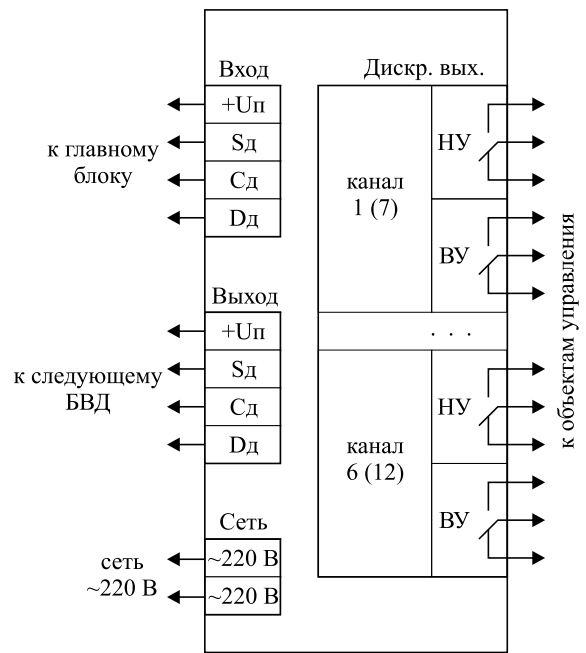 Вход
Дискр. вых.
+Uп
Sд
Cд
Dд
к главному
блоку
канал
1 (7)
НУ
ВУ
Выход
+Uп
Sд
Cд
Dд
к следующему
БВД
. . .
канал
6 (12)
НУ
ВУ
к объектам управления
Сеть
~220 В
~220 В
сеть
~220 В